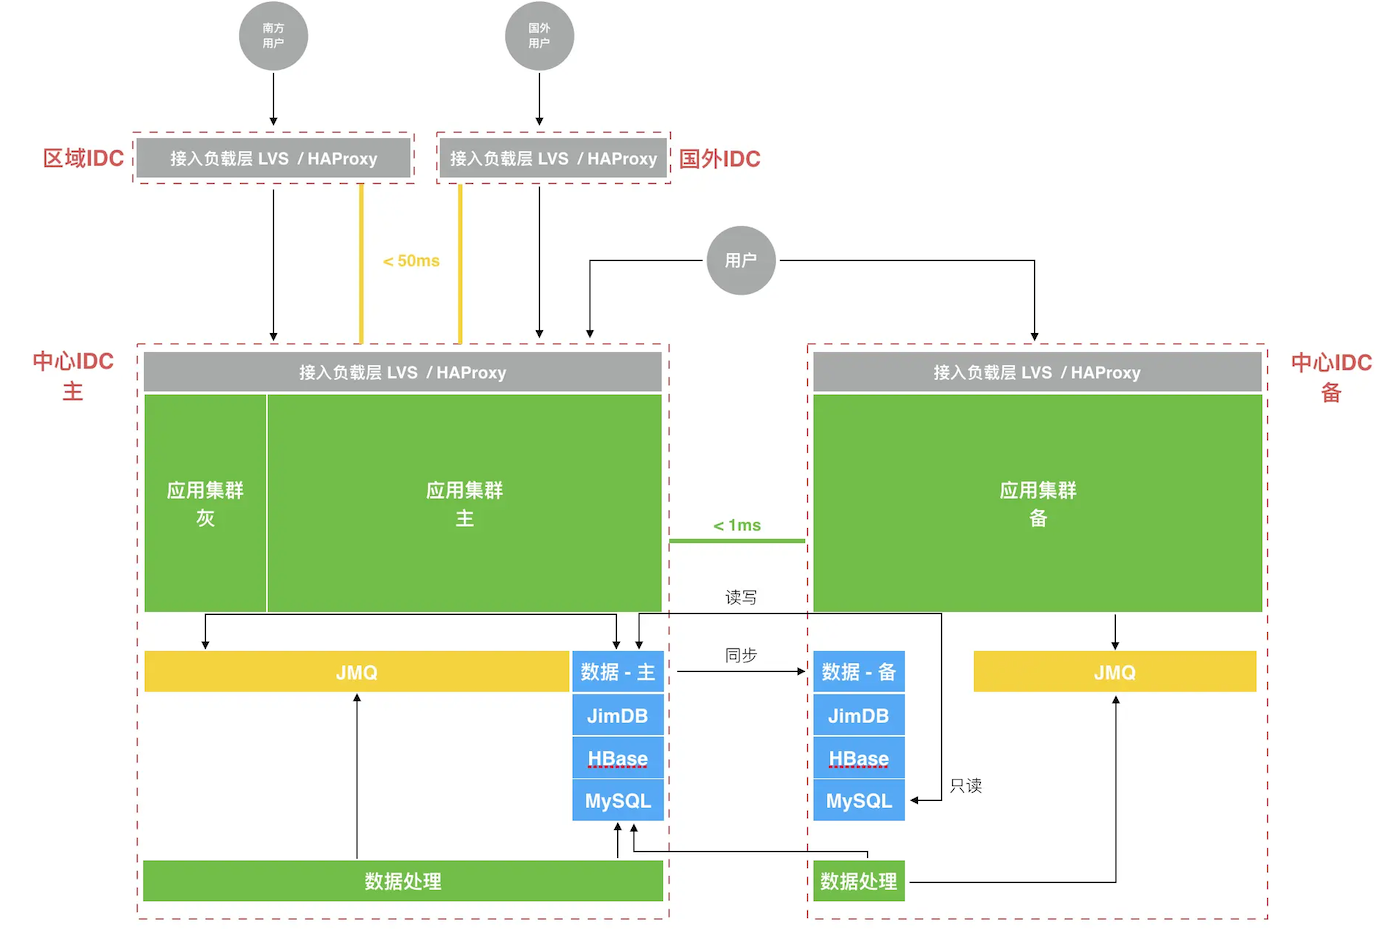 南方
用户
国外
用户
区域IDC
接入负载层 LVS / HAProxy
接入负载层 LVS / HAProxy
国外IDC
< 50ms
用户
中心IDC
主
接入负载层 LVS / HAProxy
接入负载层 LVS / HAProxy
中心IDC
备
应用集群
灰
应用集群
主
< 1ms
应用集群
备
读写
JMQ
数据 - 主
同步
数据 - 备
JMQ
JimDB
JimDB
HBase
HBase
MySQL
MySQL
只读
数据处理
数据处理